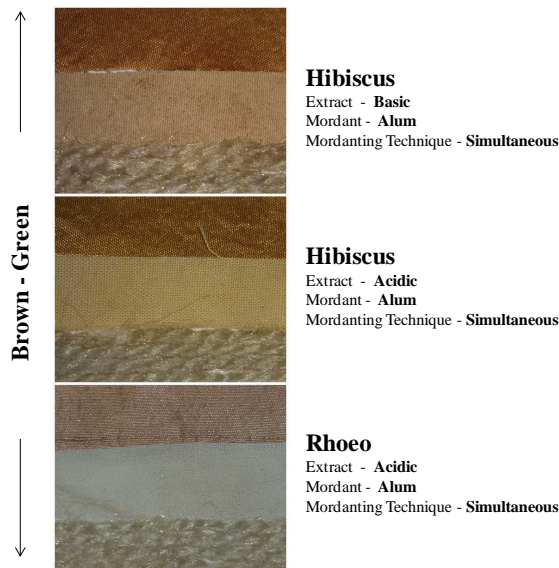 Brown - Green
Hibiscus
Extract - Basic
Mordant - Alum
Mordanting Technique - Simultaneous
Hibiscus
Extract - Acidic
Mordant - Alum
Mordanting Technique - Simultaneous
Rhoeo
Extract - Acidic
Mordant - Alum
Mordanting Technique - Simultaneous